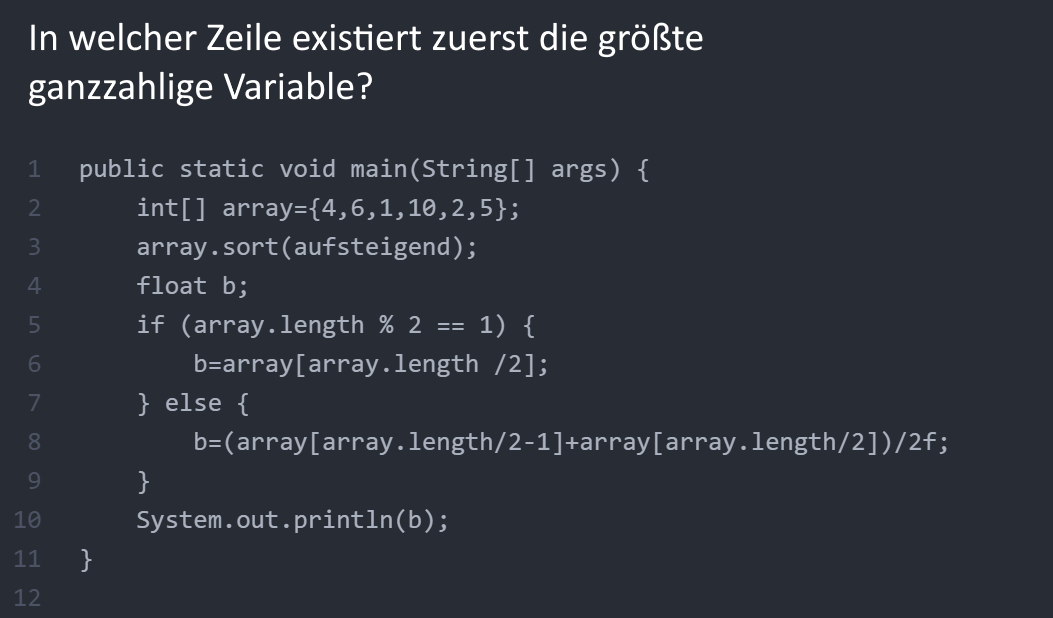 In welcher Zeile existiert zuerst die größte
ganzzahlige Variable?
1 public static void main(String[] args) {
2 int[] array={4,6,1,10,2,5};
3 array.sort(aufsteigend);
4 float b;
5 if (array.length % 2 == 1) {
6 b=array[array.length /2];
7 } else {
8 b=(array[array.length/2-1]+array[array.length/2])/2f;
9 }
10 System.out.println(b);
11 }
12